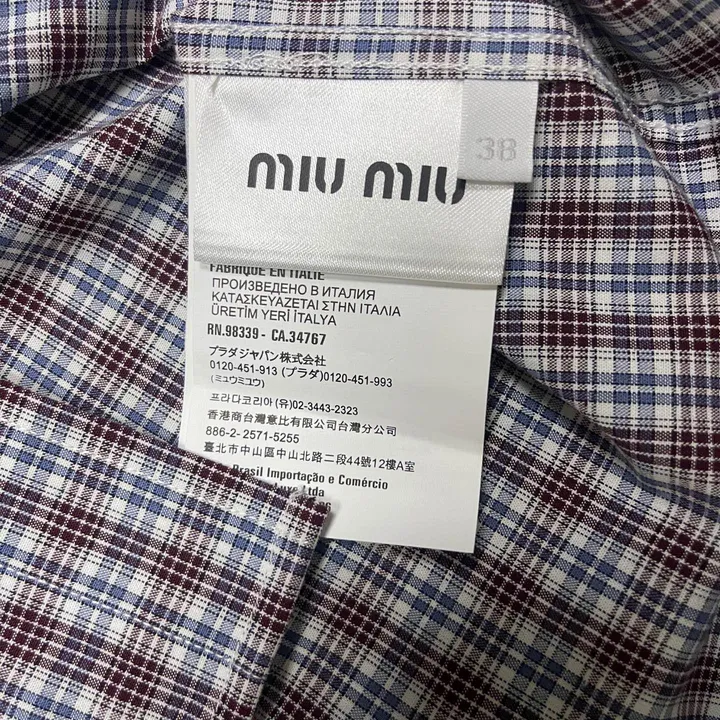 38
miu miu
FABRIQUÉ EN ITALIE
ПРОИЗВЕДЕНО В ИТАЛИЯ
ΚΑΤΑΣΚΕΥΑΖΕΤΑΙ ΣΤΗΝ ΙΤΑΛΙΑ
ÜRETİM YERİ İTALYA
RN.98339 - CA.34767
プラダジャパン株式会社
0120-451-913 (プラダ)0120-451-993
(ミュウミュウ)
프라다코리아 (유)02-3443-2323
香港商台灣意比有限公司台灣分公司
886-2- 2571-5255
臺北市中山區中山北路二段44號12樓A室
Brasil Importação e Comércio
Luxo Ltda